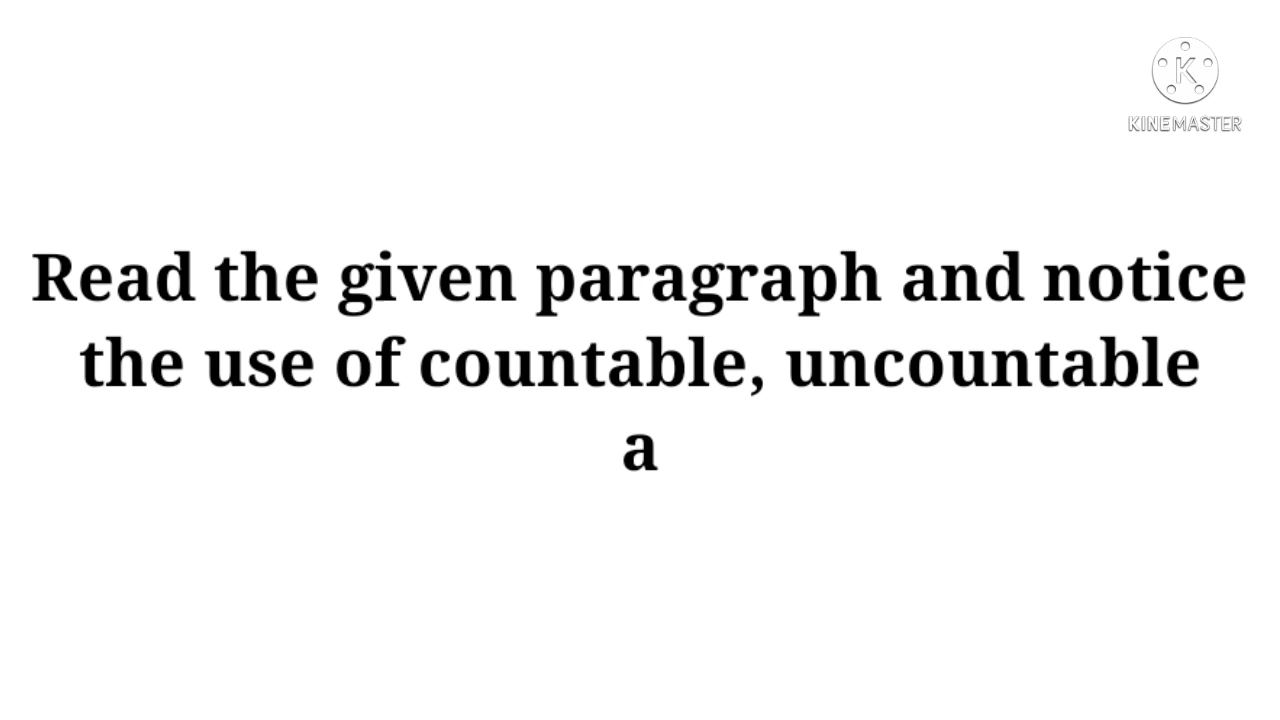 K
KINEMASTER
Read the given paragraph and notice
the use of countable, uncountable
a